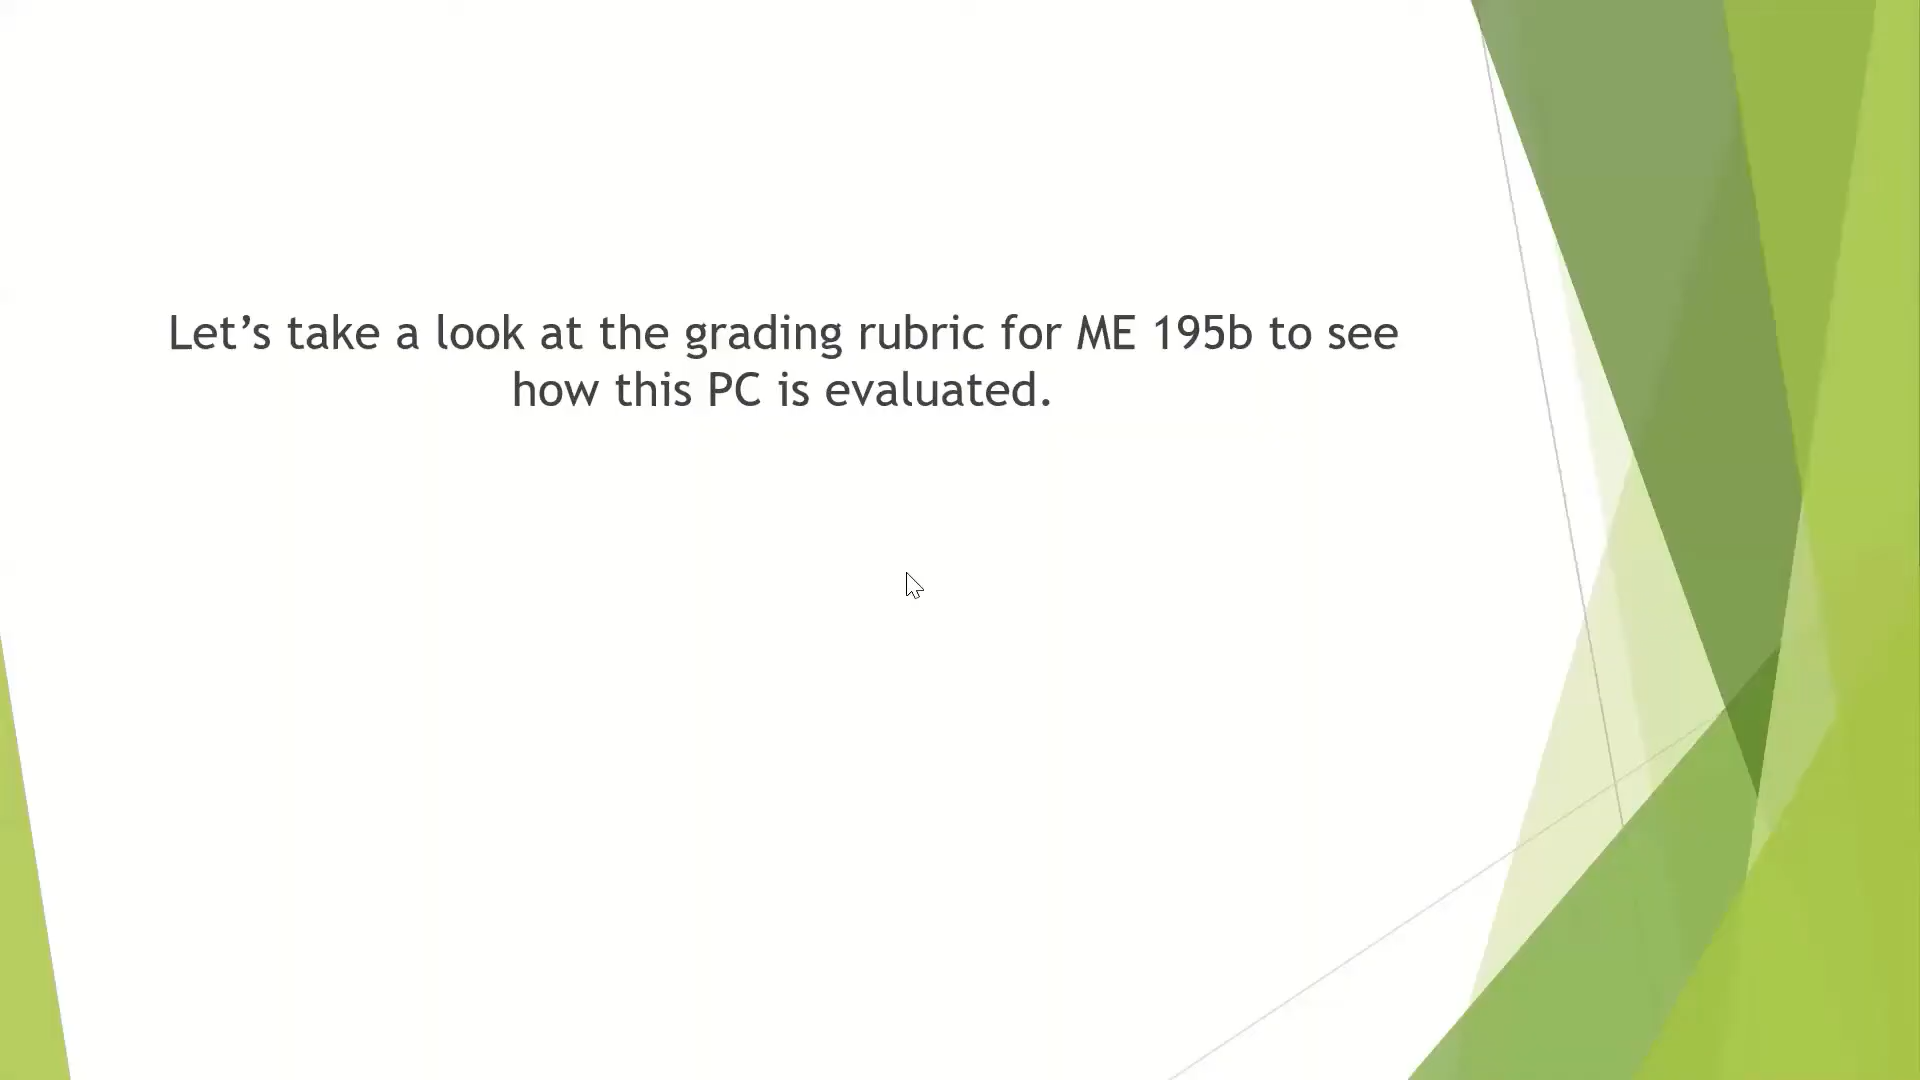 Let’s take a look at the grading rubric for ME 195b to see
how this PC is evaluated.